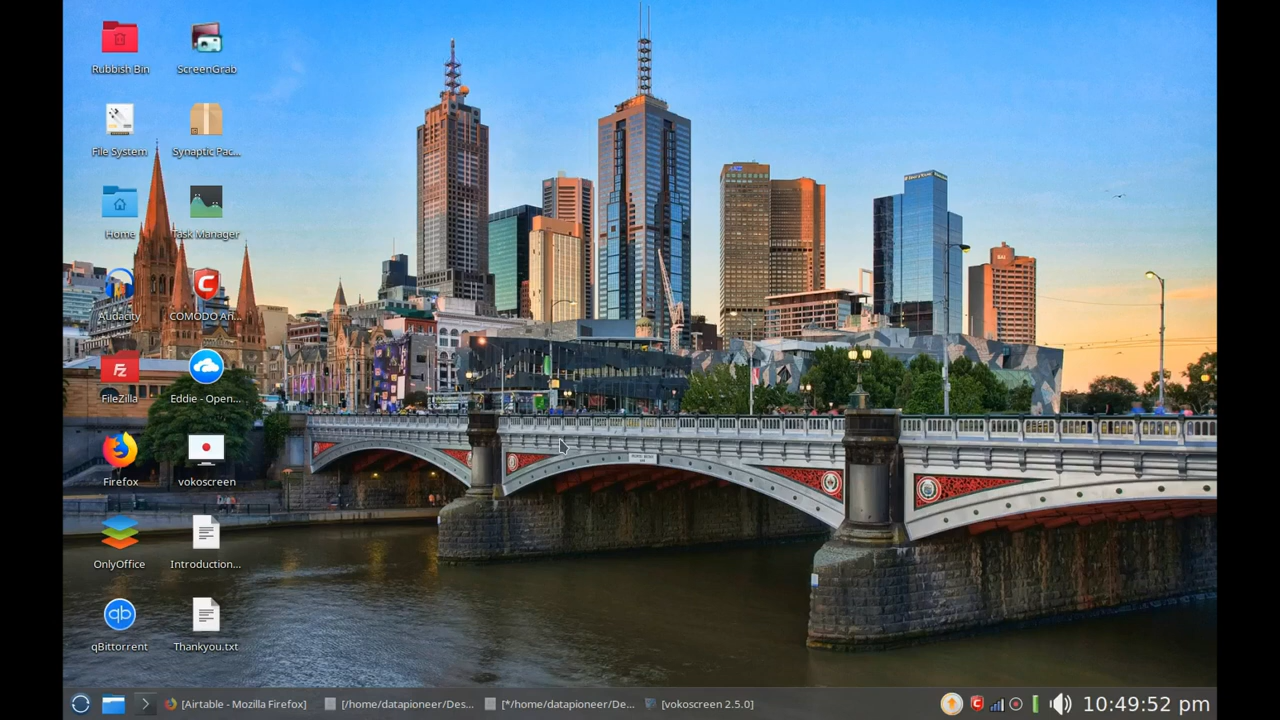 Rubbish Bin
ScreenGrab
File System
Synaptic Pac...
Home
Task Manager
Audacity
COMODO An...
FileZilla
Eddie - Open...
Firefox
vokoscreen
OnlyOffice
Introduction...
qBittorrent
Thankyou.txt
[Airtable - Mozilla Firefox]
[/home/datapioneer/Des...
[*/home/datapioneer/De...
[vokoscreen 2.5.0]
10:49:52 pm